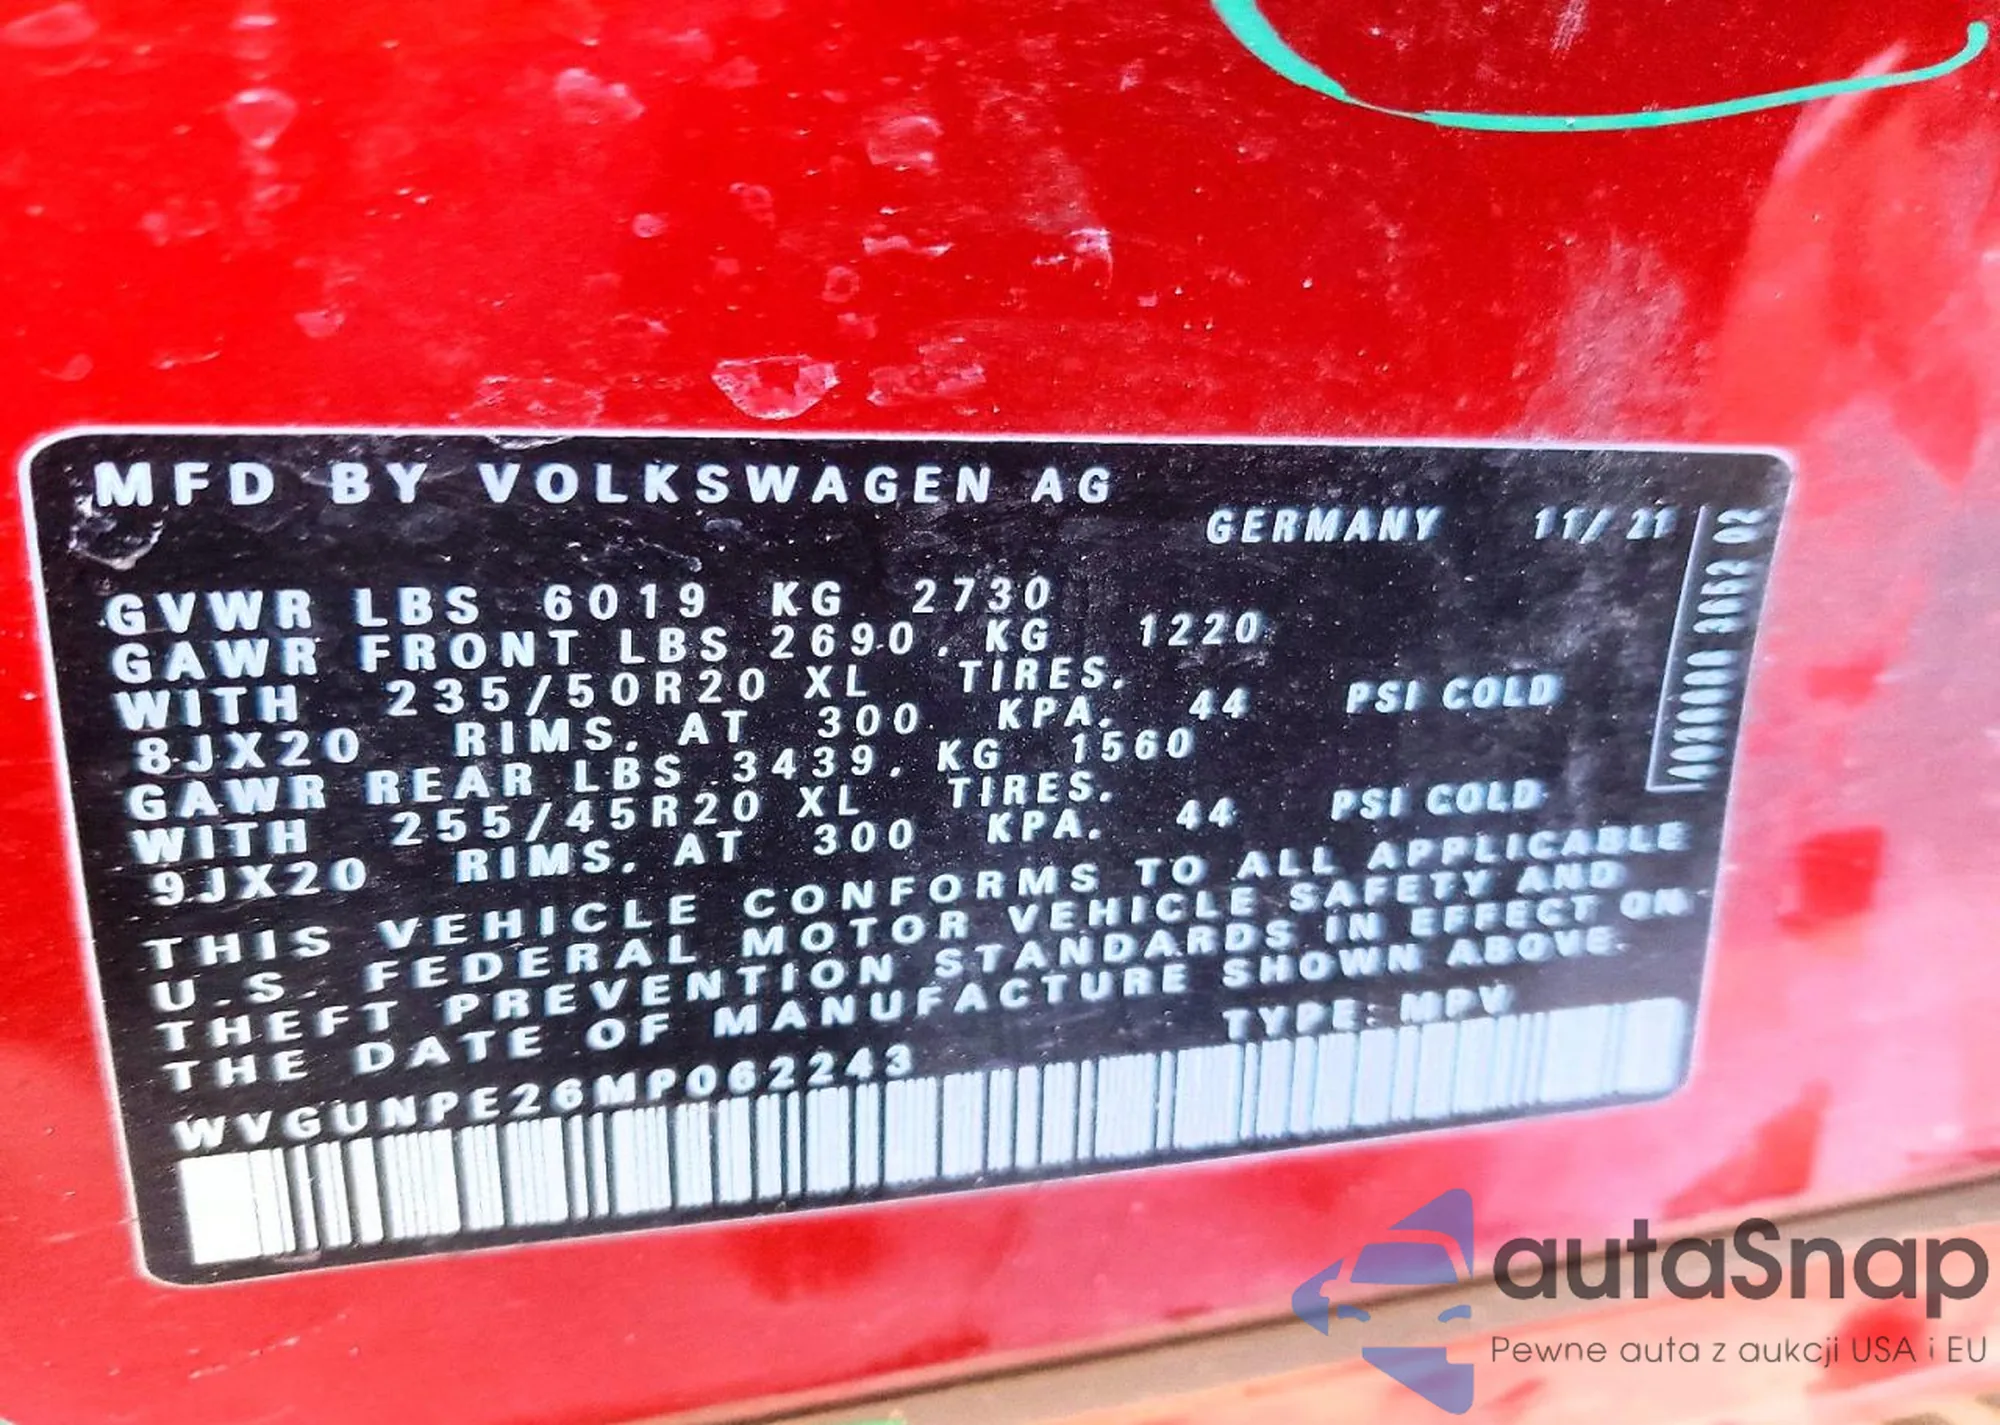 MFD BY VOLKSWAGEN AG
GERMANY 11/ 21
GVWR LBS 6019 KG 2730
GAWR FRONT LBS 2690. KG 1220
WITH 235/50R20 XL TIRES.
8JX20 RIMS. AT 300 KPA. 44 PSI COLD
GAWR REAR LBS 3439. KG 1560
WITH 255/45R20 XL TIRES.
9JX20 RIMS. AT 300 KPA. 44 PSI COLD
THIS VEHICLE CONFORMS TO ALL APPLICABLE
U.S. FEDERAL MOTOR VEHICLE SAFETY AND
THEFT PREVENTION STANDARDS IN EFFECT ON
THE DATE OF MANUFACTURE SHOWN ABOVE.
WVGUNPE26MP062243 TYPE: MPV
autaSnap
Pewne auta z aukcji USA i EU